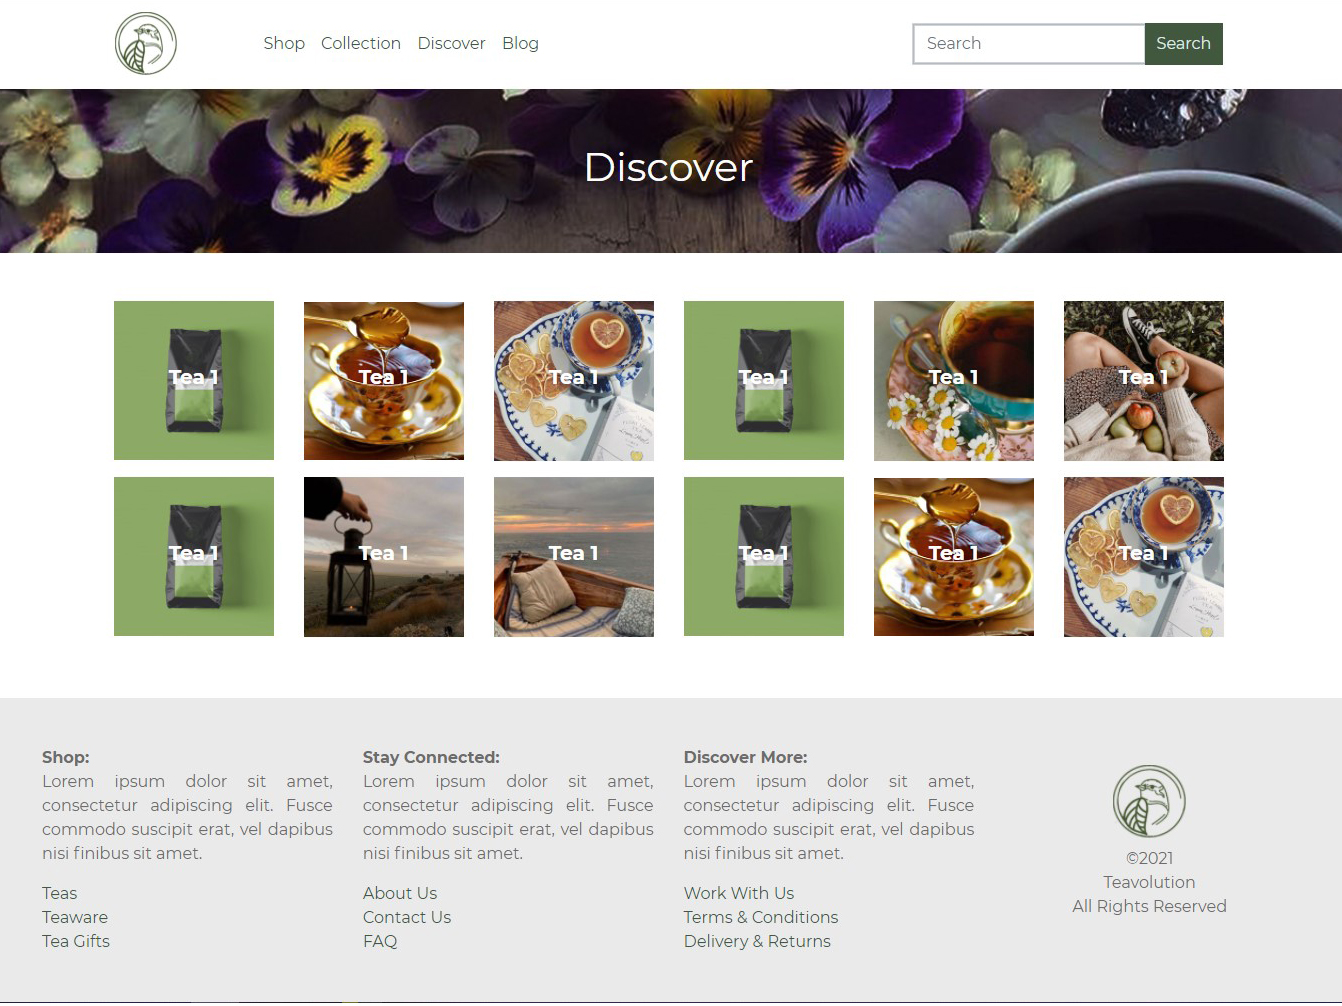 Shop Collection Discover Blog Search Search
Discover
Tea 1 Tea 1 Tea 1 Tea 1 Tea 1 Tea 1
Tea 1 Tea 1 Tea 1 Tea 1 Tea 1 Tea 1
Shop:
Lorem ipsum dolor sit amet,
consectetur adipiscing elit. Fusce
commodo suscipit erat, vel dapibus
nisi finibus sit amet.
Teas
Teaware
Tea Gifts
Stay Connected:
Lorem ipsum dolor sit amet,
consectetur adipiscing elit. Fusce
commodo suscipit erat, vel dapibus
nisi finibus sit amet.
About Us
Contact Us
FAQ
Discover More:
Lorem ipsum dolor sit amet,
consectetur adipiscing elit. Fusce
commodo suscipit erat, vel dapibus
nisi finibus sit amet.
Work With Us
Terms & Conditions
Delivery & Returns
©2021
Teavolution
All Rights Reserved